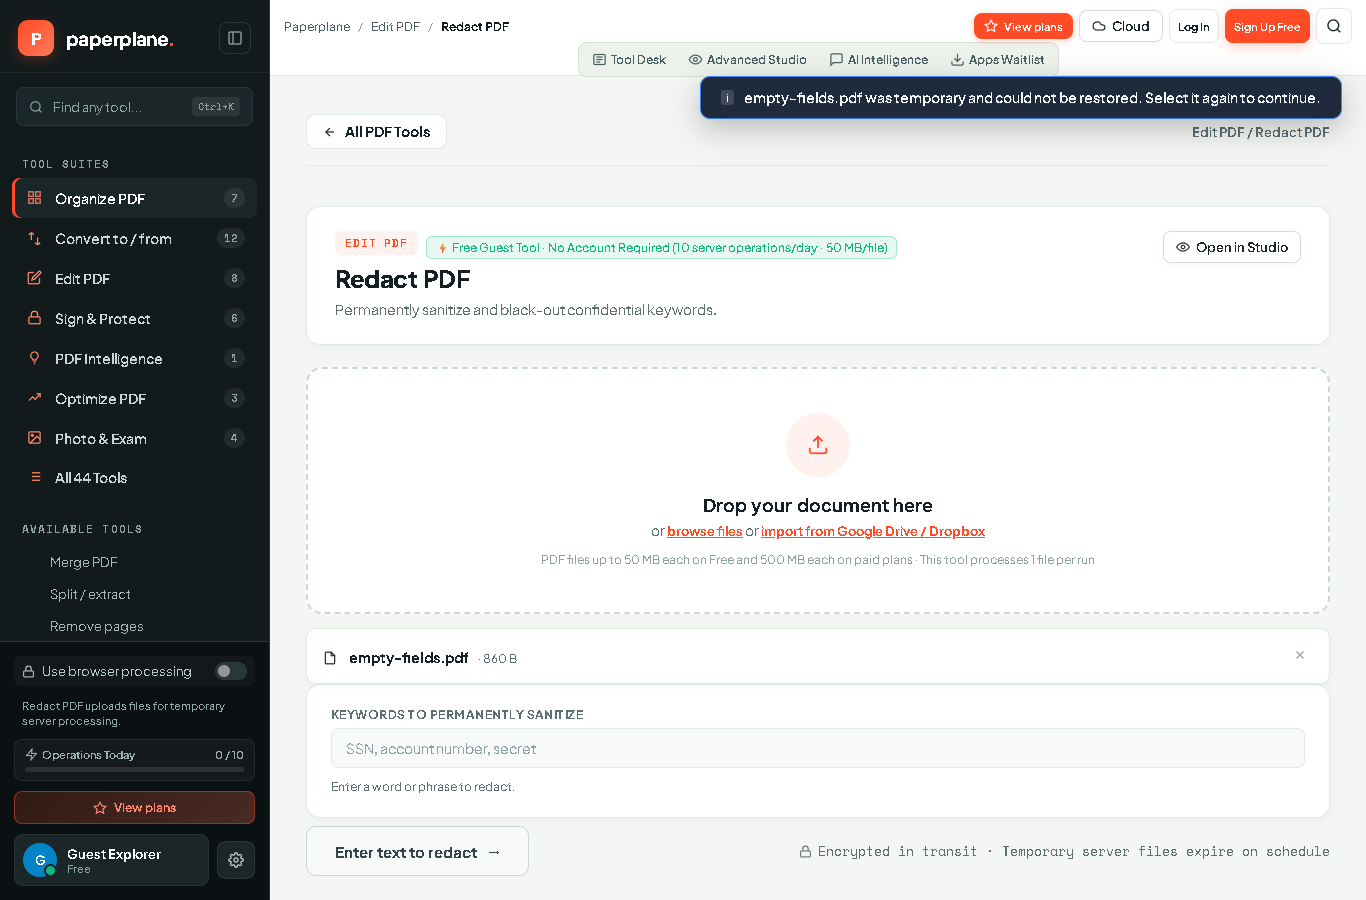 P paperplane.
Find any tool... Ctrl+K
TOOL SUITES
Organize PDF 7
Convert to / from 12
Edit PDF 8
Sign & Protect 6
PDF Intelligence 1
Optimize PDF 3
Photo & Exam 4
All 44 Tools
AVAILABLE TOOLS
Merge PDF
Split / extract
Remove pages
Use browser processing
Redact PDF uploads files for temporary
server processing.
Operations Today 0 / 10
View plans
G Guest Explorer
Free
Paperplane / Edit PDF / Redact PDF
View plans Cloud Log In Sign Up Free
Tool Desk Advanced Studio AI Intelligence Apps Waitlist
i empty-fields.pdf was temporary and could not be restored. Select it again to continue.
← All PDF Tools
Edit PDF / Redact PDF
EDIT PDF Free Guest Tool · No Account Required (10 server operations/day · 50 MB/file)
Open in Studio
Redact PDF
Permanently sanitize and black-out confidential keywords.
Drop your document here
or browse files or import from Google Drive / Dropbox
PDF files up to 50 MB each on Free and 500 MB each on paid plans · This tool processes 1 file per run
empty-fields.pdf · 860 B ×
KEYWORDS TO PERMANENTLY SANITIZE
SSN, account number, secret
Enter a word or phrase to redact.
Enter text to redact →
Encrypted in transit · Temporary server files expire on schedule